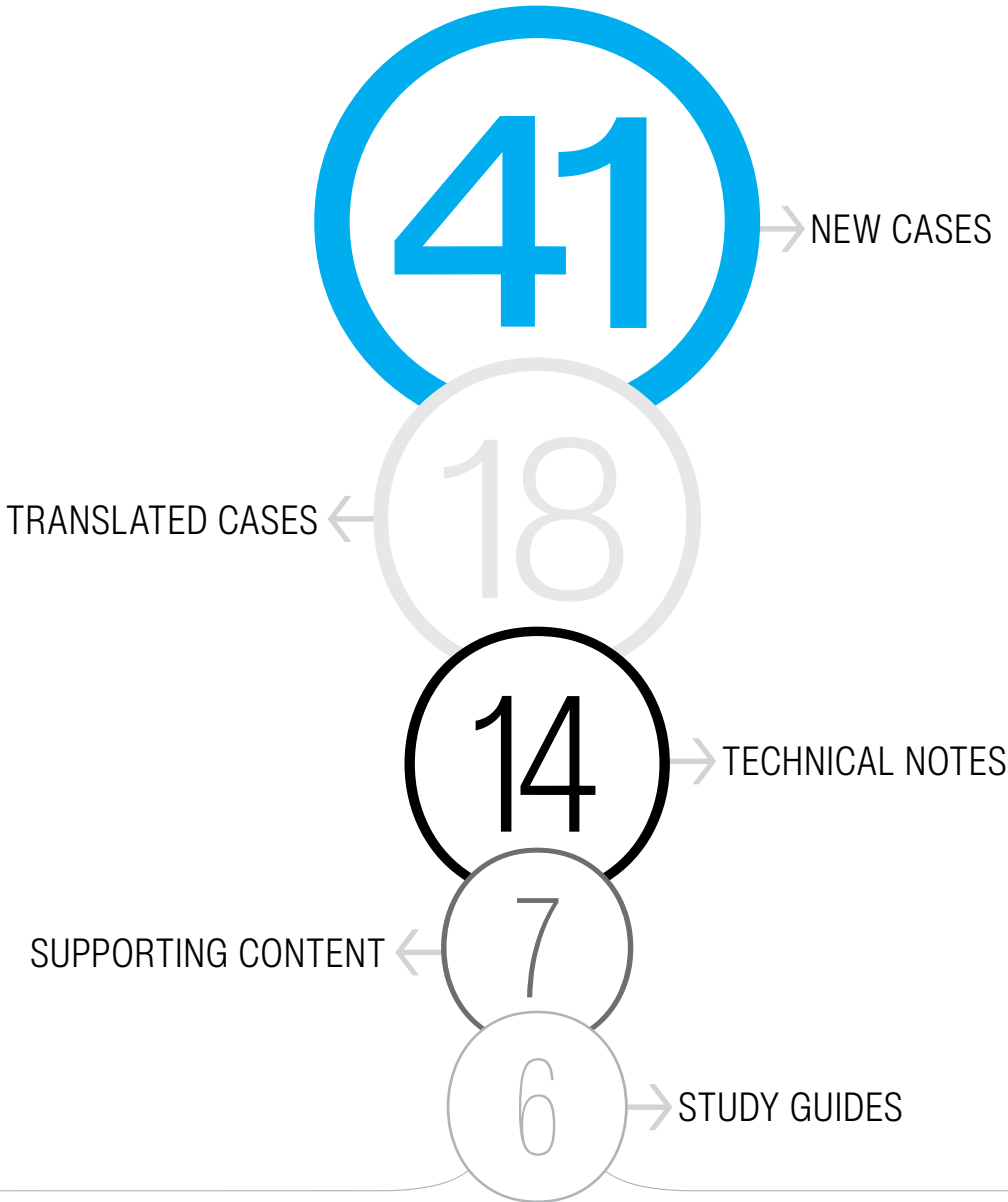 41
NEW CASES
18
TRANSLATED CASES
14
TECHNICAL NOTES
7
SUPPORTING CONTENT
6
STUDY GUIDES